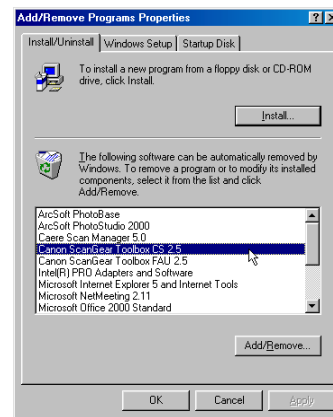 Add/Remove Programs Properties
Install/Uninstall Windows Setup Startup Disk
To install a new program from a floppy disk or CD-ROM
drive, click Install.
Install...
The following software can be automatically removed by
Windows. To remove a program or to modify its installed
components, select it from the list and click
Add/Remove.
ArcSoft PhotoBase
ArcSoft PhotoStudio 2000
Caere Scan Manager 5.0
Canon ScanGear Toolbox CS 2.5
Canon ScanGear Toolbox FAU 2.5
Intel(R) PRO Adapters and Software
Microsoft Internet Explorer 5 and Internet Tools
Microsoft NetMeeting 2.11
Microsoft Office 2000 Standard
Add/Remove...
OK Cancel Apply